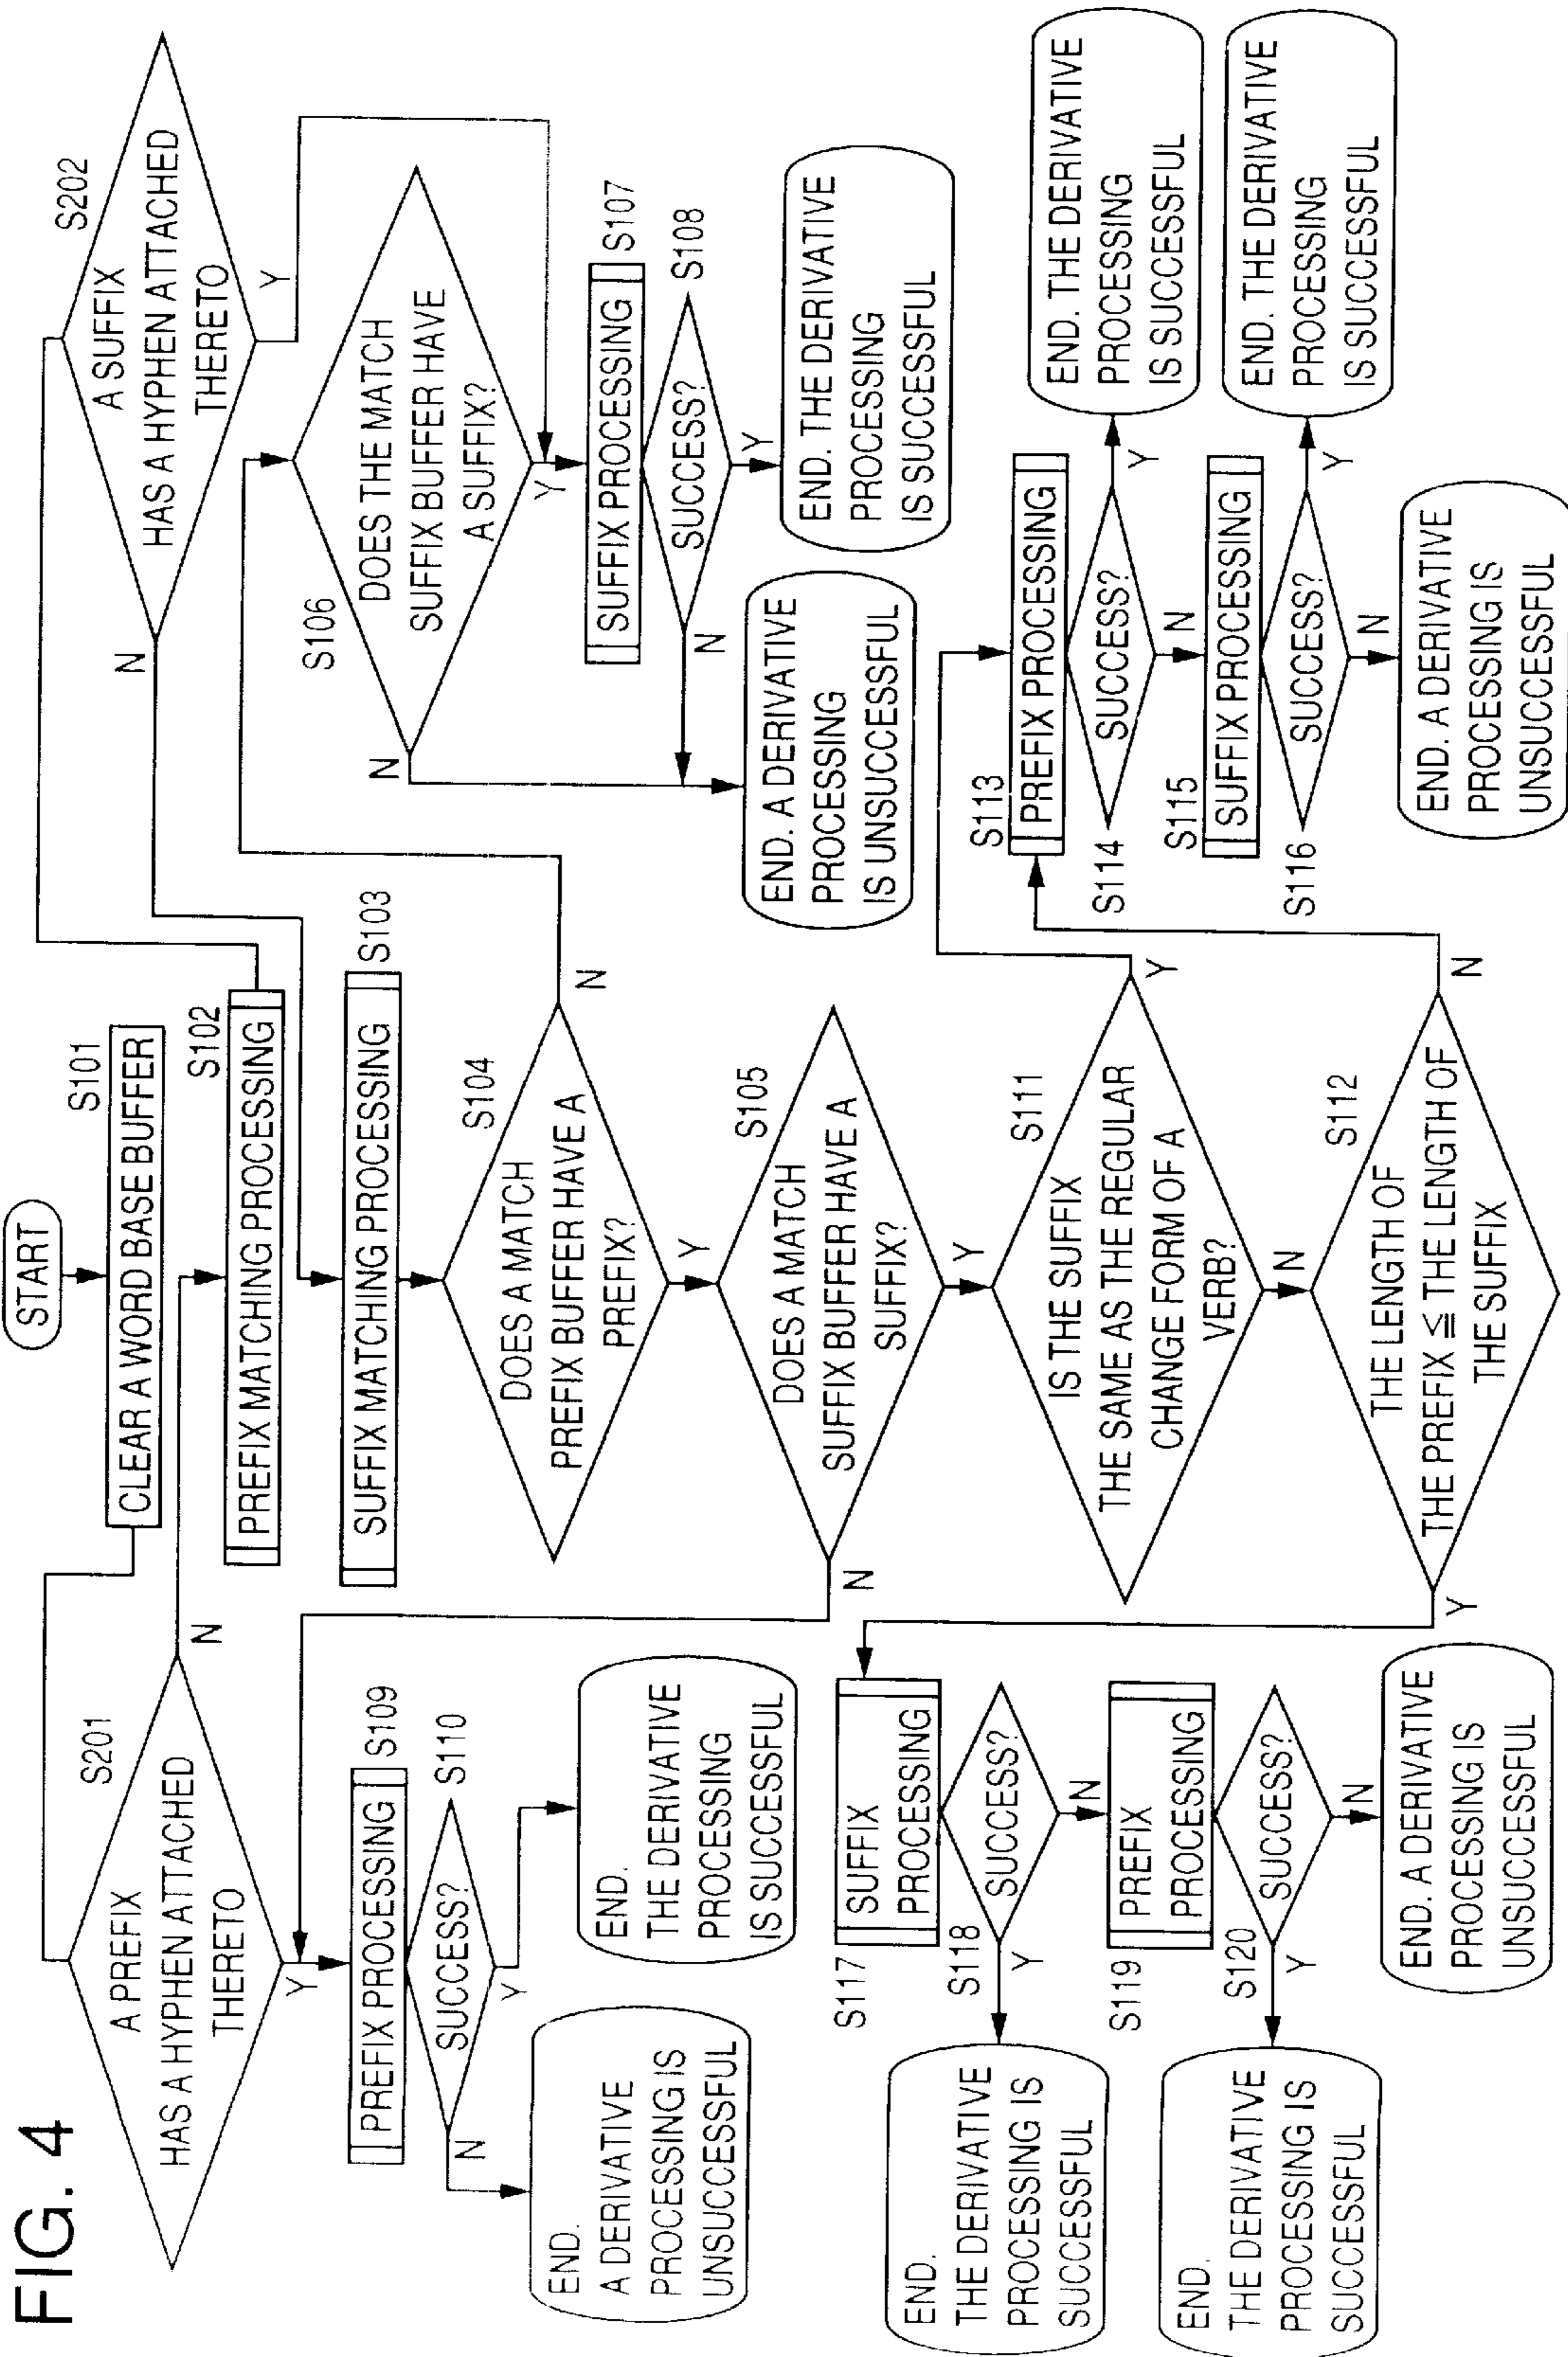 FIG. 4
START
S101
CLEAR A WORD BASE BUFFER
S201
A PREFIX
HAS A HYPHEN ATTACHED
THERETO
N
Y
S102
PREFIX MATCHING PROCESSING
S202
A SUFFIX
HAS A HYPHEN ATTACHED
THERETO
N
Y
S103
SUFFIX MATCHING PROCESSING
S104
DOES A MATCH
PREFIX BUFFER HAVE A
PREFIX?
N
Y
S105
DOES A MATCH
SUFFIX BUFFER HAVE A
SUFFIX?
N
Y
S106
DOES THE MATCH
SUFFIX BUFFER HAVE
A SUFFIX?
N
Y
SUFFIX PROCESSING
S107
SUCCESS?
S108
N
Y
END. A DERIVATIVE
PROCESSING
IS UNSUCCESSFUL
END. THE DERIVATIVE
PROCESSING
IS SUCCESSFUL
PREFIX PROCESSING
S109
SUCCESS?
S110
N
Y
END.
A DERIVATIVE
PROCESSING IS
UNSUCCESSFUL
END.
THE DERIVATIVE
PROCESSING
IS SUCCESSFUL
S111
IS THE SUFFIX
THE SAME AS THE REGULAR
CHANGE FORM OF A
VERB?
Y
N
S112
THE LENGTH OF
THE PREFIX ≦ THE LENGTH OF
THE SUFFIX
Y
N
S113
PREFIX PROCESSING
S114
SUCCESS?
Y
N
END. THE DERIVATIVE
PROCESSING
IS SUCCESSFUL
S115
SUFFIX PROCESSING
S116
SUCCESS?
Y
N
END. THE DERIVATIVE
PROCESSING
IS SUCCESSFUL
END. A DERIVATIVE
PROCESSING IS
UNSUCCESSFUL
S117
SUFFIX
PROCESSING
S118
SUCCESS?
Y
N
END.
THE DERIVATIVE
PROCESSING IS
SUCCESSFUL
S119
PREFIX
PROCESSING
S120
SUCCESS?
Y
N
END.
THE DERIVATIVE
PROCESSING IS
SUCCESSFUL
END. A DERIVATIVE
PROCESSING IS
UNSUCCESSFUL